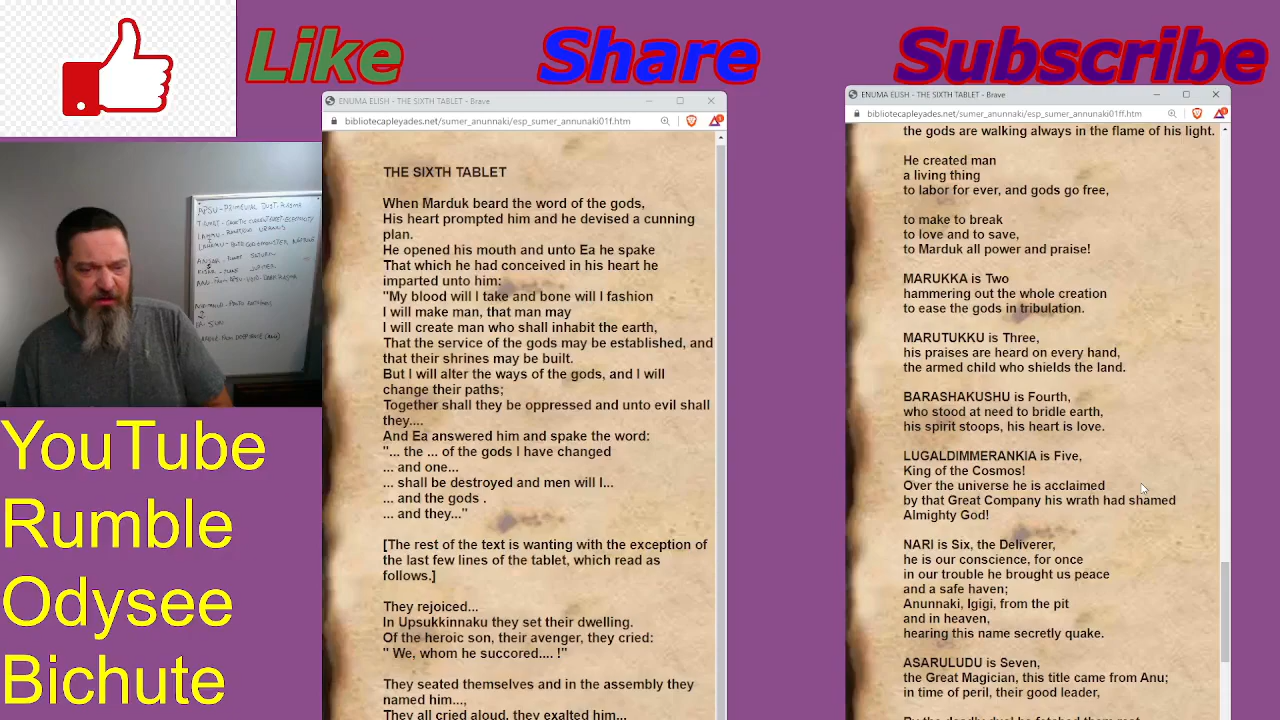 Like
Share
Subscribe
ENUMA ELISH - THE SIXTH TABLET - Brave
bibliotecapleyades.net/sumer_anunnaki/esp_sumer_annunaki01ff.htm
THE SIXTH TABLET
When Marduk beard the word of the gods,
His heart prompted him and he devised a cunning
plan.
He opened his mouth and unto Ea he spake
That which he had conceived in his heart he
imparted unto him:
"My blood will I take and bone will I fashion
I will make man, that man may
I will create man who shall inhabit the earth,
That the service of the gods may be established, and
that their shrines may be built.
But I will alter the ways of the gods, and I will
change their paths;
Together shall they be oppressed and unto evil shall
they....
And Ea answered him and spake the word:
"... the ... of the gods I have changed
... and one...
... shall be destroyed and men will I...
... and the gods .
... and they..."
[The rest of the text is wanting with the exception of
the last few lines of the tablet, which read as
follows.]
They rejoiced...
In Upsukkinnaku they set their dwelling.
Of the heroic son, their avenger, they cried:
" We, whom he succored.... !"
They seated themselves and in the assembly they
named him...,
They all cried aloud, they exalted him...
ENUMA ELISH - THE SIXTH TABLET - Brave
bibliotecapleyades.net/sumer_anunnaki/esp_sumer_annunaki01ff.htm
the gods are walking always in the flame of his light.
He created man
a living thing
to labor for ever, and gods go free,
to make to break
to love and to save,
to Marduk all power and praise!
MARUKKA is Two
hammering out the whole creation
to ease the gods in tribulation.
MARUTUKKU is Three,
his praises are heard on every hand,
the armed child who shields the land.
BARASHAKUSHU is Fourth,
who stood at need to bridle earth,
his spirit stoops, his heart is love.
LUGALDIMMERANKIA is Five,
King of the Cosmos!
Over the universe he is acclaimed
by that Great Company his wrath had shamed
Almighty God!
NARI is Six, the Deliverer,
he is our conscience, for once
in our trouble he brought us peace
and a safe haven;
Anunnaki, Igigi, from the pit
and in heaven,
hearing this name secretly quake.
ASARULUDU is Seven,
the Great Magician, this title came from Anu;
in time of peril, their good leader,
YouTube
Rumble
Odysee
Bichute